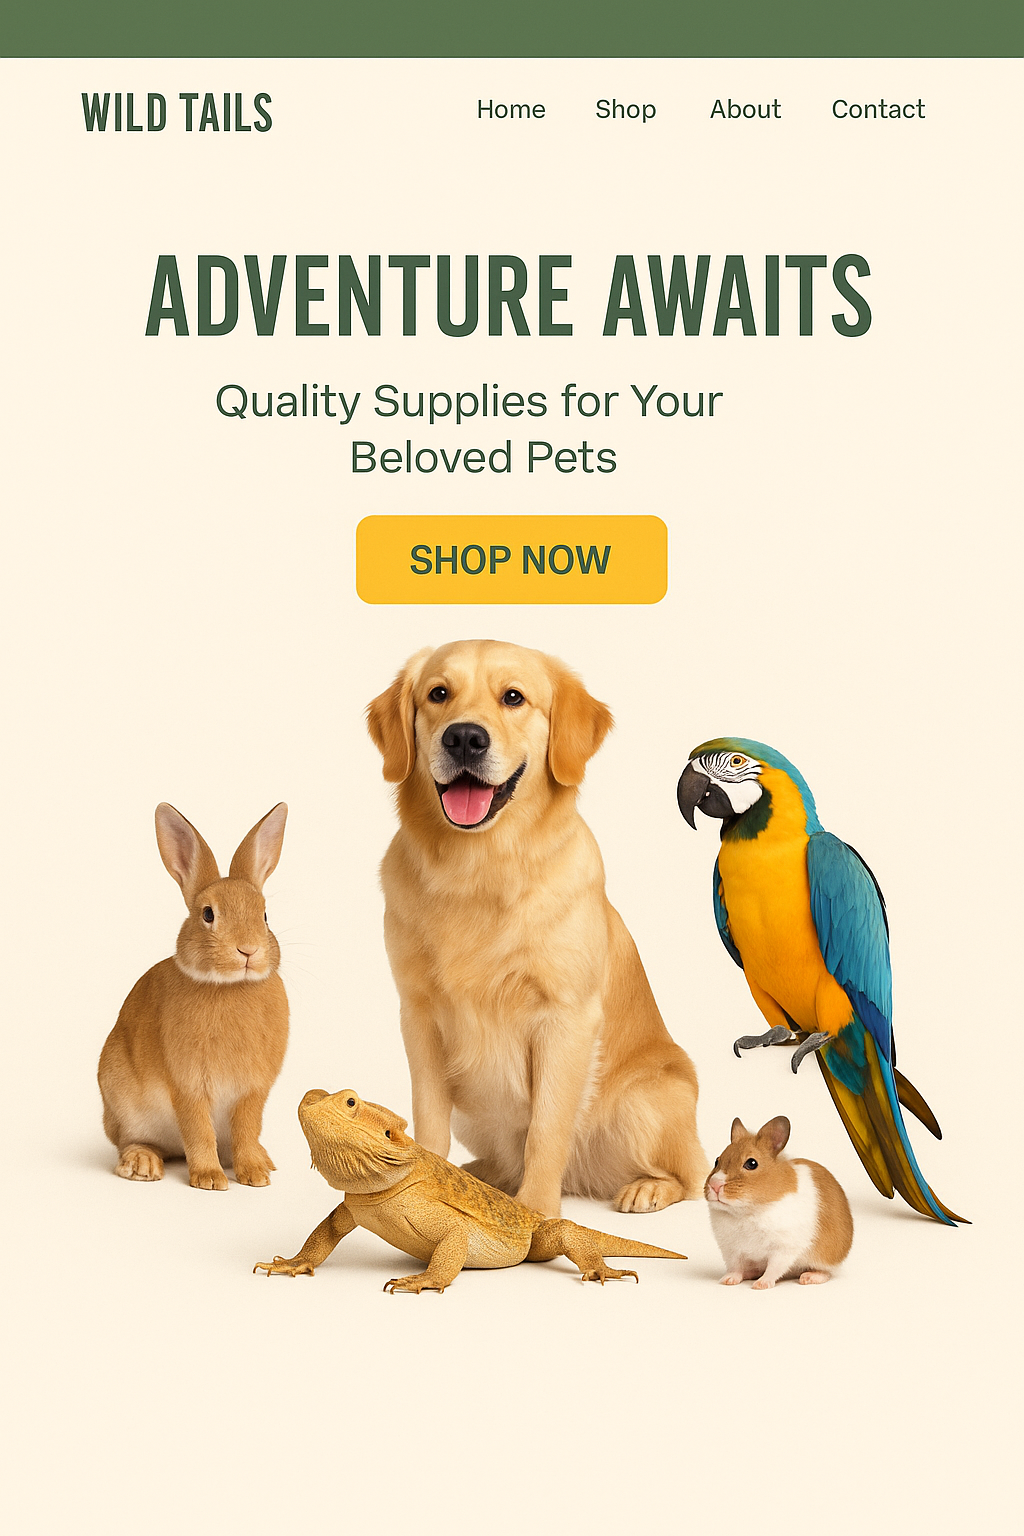 WILD TAILS
Home Shop About Contact
ADVENTURE AWAITS
Quality Supplies for Your
Beloved Pets
SHOP NOW